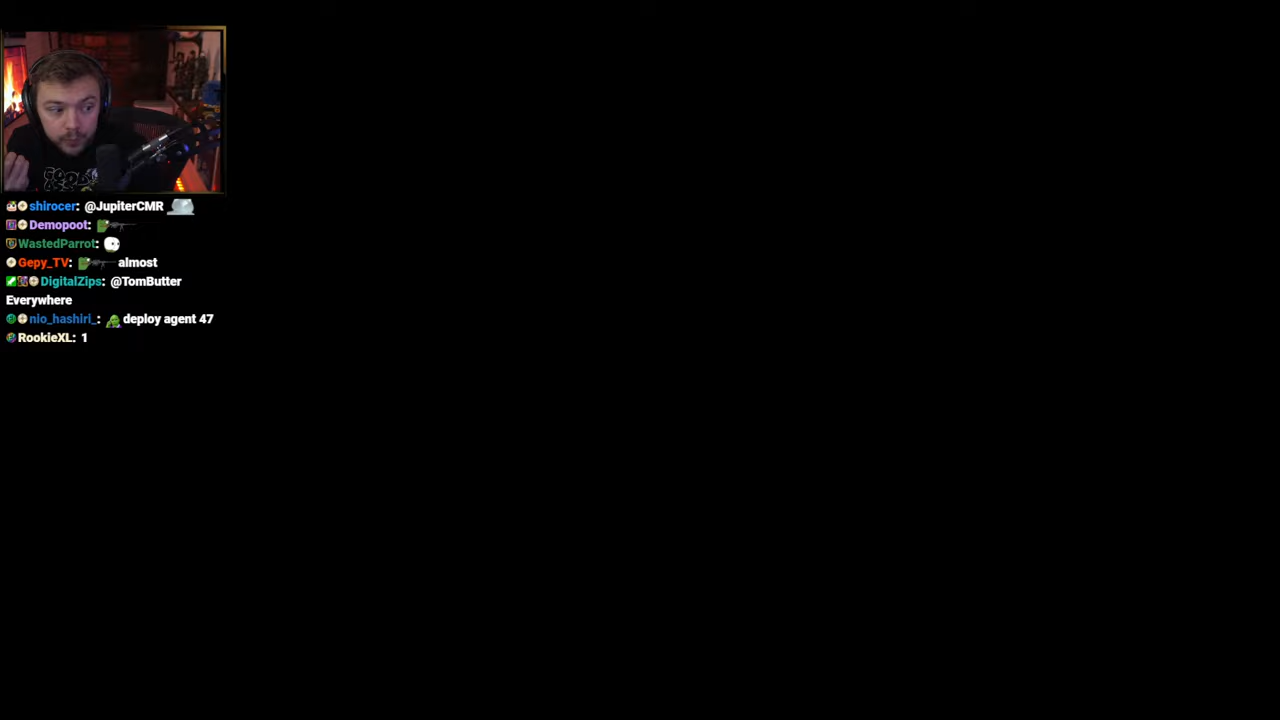 shirocer: @JupiterCMR
Demopoot:
WastedParrot:
Gepy_TV: almost
DigitalZips: @TomButter
Everywhere
nio_hashiri_: deploy agent 47
RookieXL: 1